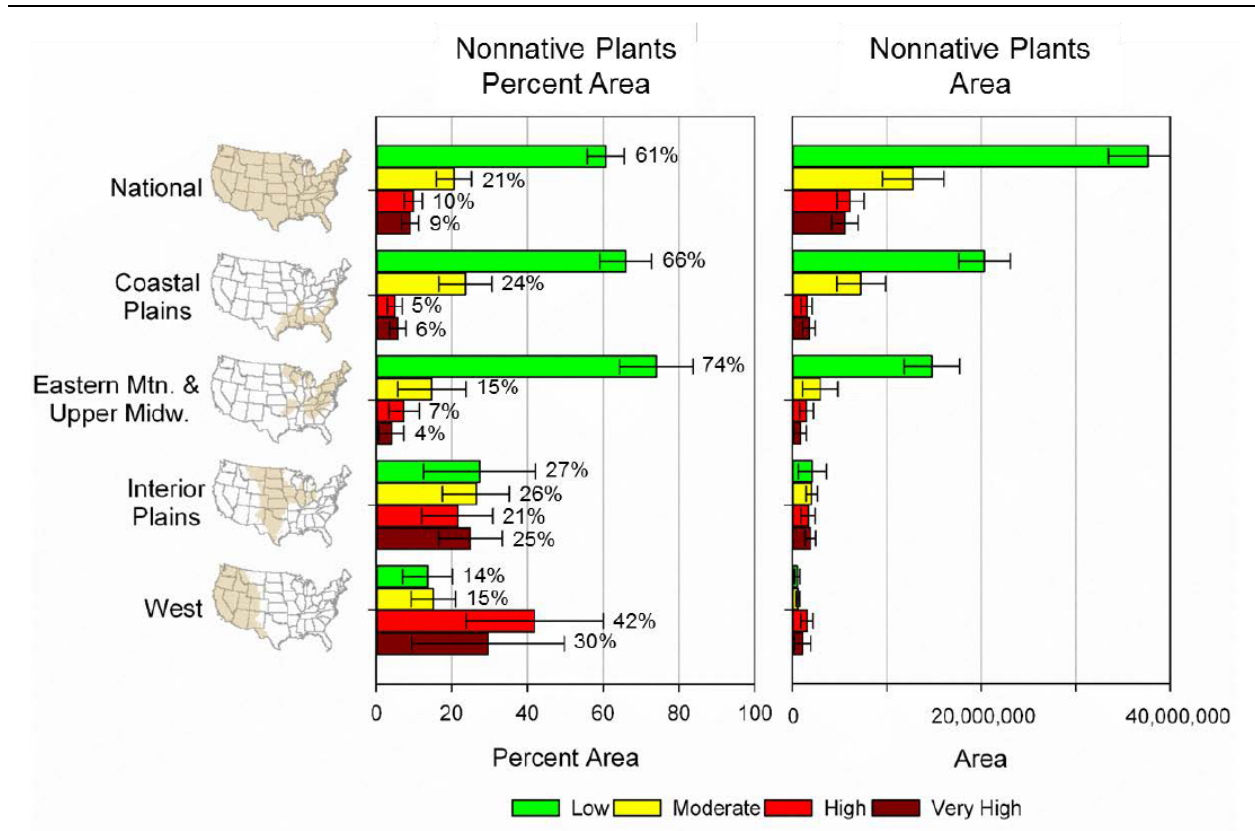 Nonnative Plants
Percent Area
Nonnative Plants
Area
National
61%
21%
10%
9%
Coastal
Plains
66%
24%
5%
6%
Eastern Mtn. &
Upper Midw.
74%
15%
7%
4%
Interior
Plains
27%
26%
21%
25%
West
14%
15%
42%
30%
0 20 40 60 80 100
0 20,000,000 40,000,000
Percent Area
Area
Low Moderate High Very High